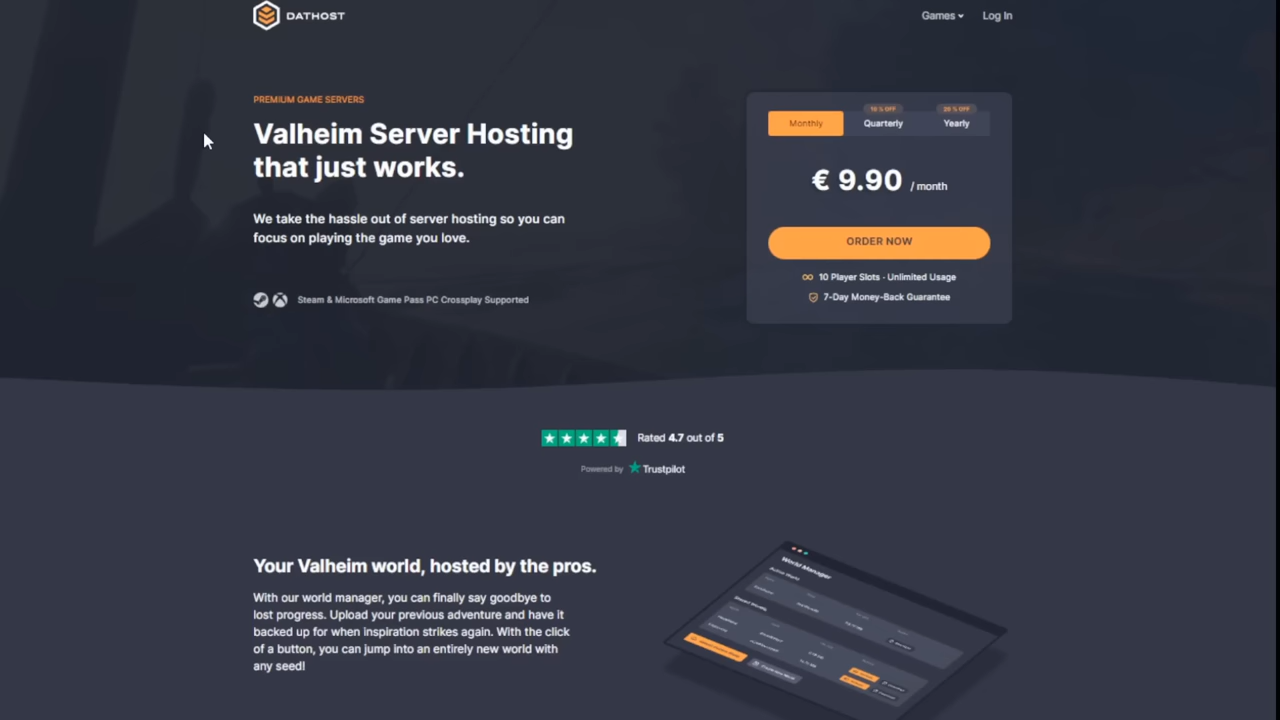 DATHOST
Games
Log In
PREMIUM GAME SERVERS
Valheim Server Hosting
that just works.
We take the hassle out of server hosting so you can
focus on playing the game you love.
Steam & Microsoft Game Pass PC Crossplay Supported
10 % OFF
20 % OFF
Monthly
Quarterly
Yearly
€ 9.90 / month
ORDER NOW
10 Player Slots · Unlimited Usage
7-Day Money-Back Guarantee
Rated 4.7 out of 5
Powered by Trustpilot
Your Valheim world, hosted by the pros.
With our world manager, you can finally say goodbye to
lost progress. Upload your previous adventure and have it
backed up for when inspiration strikes again. With the click
of a button, you can jump into an entirely new world with
any seed!
World Manager